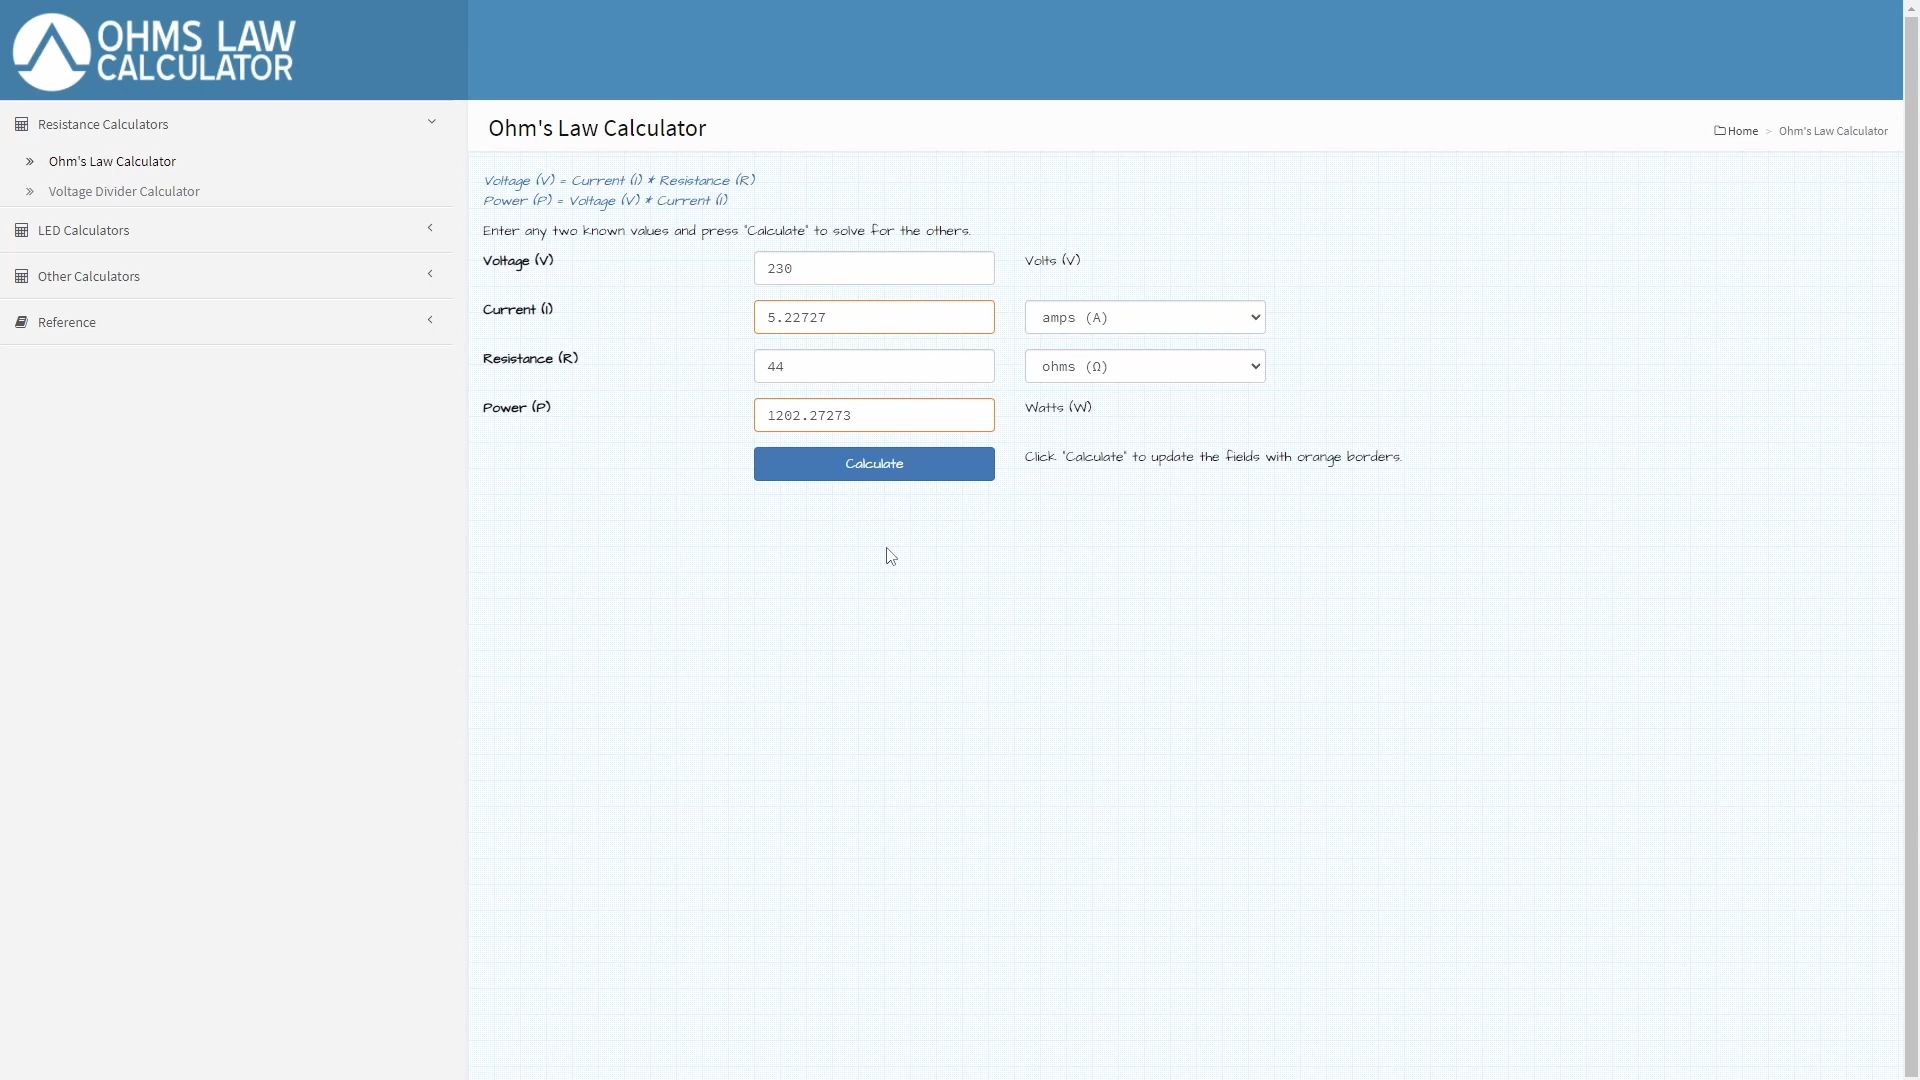 OHMS LAW
CALCULATOR
Resistance Calculators
Ohm's Law Calculator
Voltage Divider Calculator
LED Calculators
Other Calculators
Reference
Ohm's Law Calculator
Home > Ohm's Law Calculator
Voltage (V) = Current (I) * Resistance (R)
Power (P) = Voltage (V) * Current (I)
Enter any two known values and press "Calculate" to solve for the others.
Voltage (V) 230 Volts (V)
Current (I) 5.22727 amps (A)
Resistance (R) 44 ohms (Ω)
Power (P) 1202.27273 Watts (W)
Calculate Click "Calculate" to update the fields with orange borders.